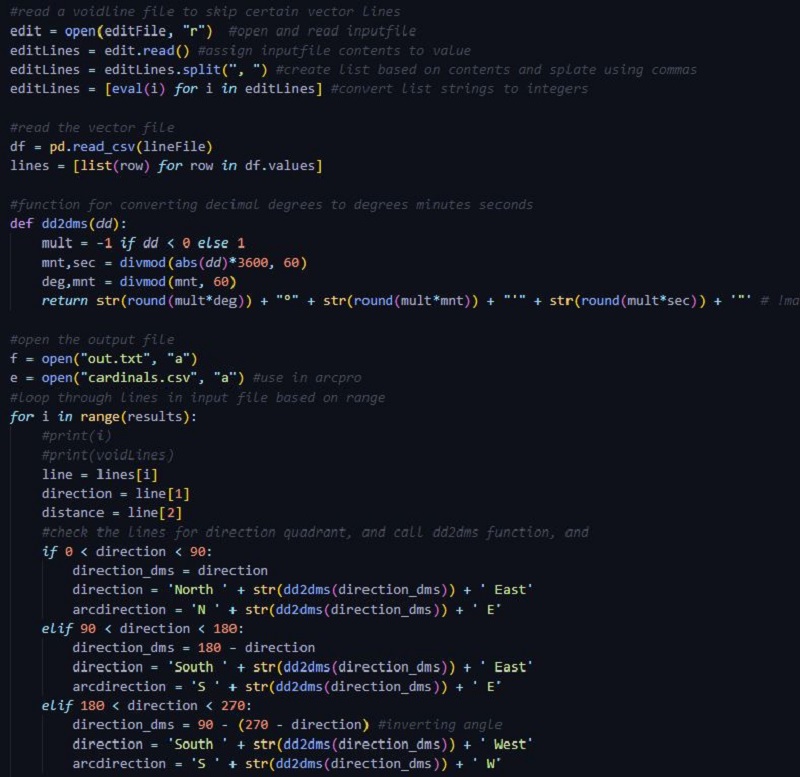 #read a voidline file to skip certain vector lines
edit = open(editFile, "r")  #open and read inputfile
editLines = edit.read() #assign inputfile contents to value
editLines = editLines.split(", ") #create list based on contents and splate using commas
editLines = [eval(i) for i in editLines] #convert list strings to integers

#read the vector file
df = pd.read_csv(lineFile)
lines = [list(row) for row in df.values]

#function for converting decimal degrees to degrees minutes seconds
def dd2dms(dd):
    mult = -1 if dd < 0 else 1
    mnt,sec = divmod(abs(dd)*3600, 60)
    deg,mnt = divmod(mnt, 60)
    return str(round(mult*deg)) + "°" + str(round(mult*mnt)) + "'" + str(round(mult*sec)) + '"' # !ma

#open the output file
f = open("out.txt", "a")
e = open("cardinals.csv", "a") #use in arcpro
#loop through lines in input file based on range
for i in range(results):
    #print(i)
    #print(voidLines)
    line = lines[i]
    direction = line[1]
    distance = line[2]
    #check the lines for direction quadrant, and call dd2dms function, and
    if 0 < direction < 90:
        direction_dms = direction
        direction = 'North ' + str(dd2dms(direction_dms)) + ' East'
        arcdirection = 'N ' + str(dd2dms(direction_dms)) + ' E'
    elif 90 < direction < 180:
        direction_dms = 180 - direction
        direction = 'South ' + str(dd2dms(direction_dms)) + ' East'
        arcdirection = 'S ' + str(dd2dms(direction_dms)) + ' E'
    elif 180 < direction < 270:
        direction_dms = 90 - (270 - direction) #inverting angle
        direction = 'South ' + str(dd2dms(direction_dms)) + ' West'
        arcdirection = 'S ' + str(dd2dms(direction_dms)) + ' W'